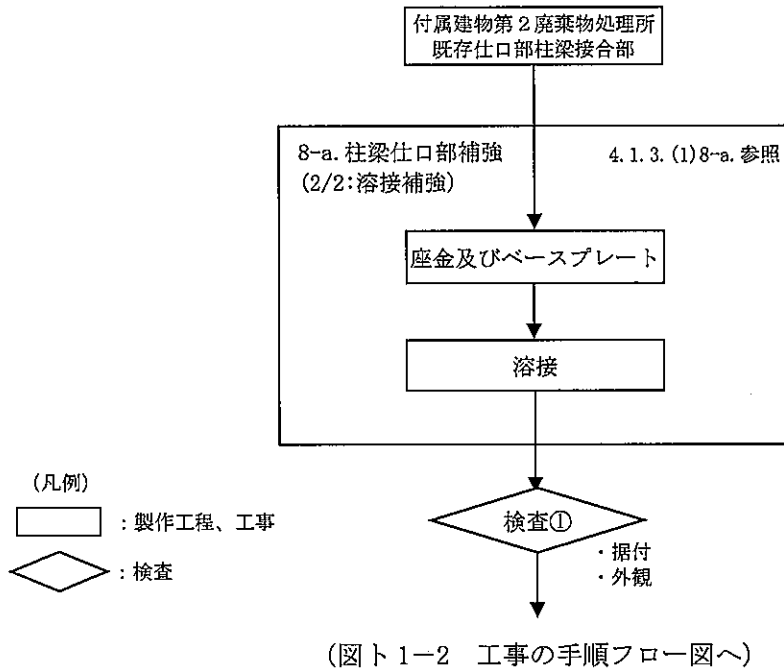 付属建物第2廃棄物処理所
既存仕口部柱梁接合部
8-a.柱梁仕口部補強
(2/2:溶接補強)
4.1.3.(1)8-a.参照
座金及びベースプレート
溶接
検査①
・据付
・外観
(凡例)
：製作工程、工事
：検査
(図ト1－2　工事の手順フロー図へ)